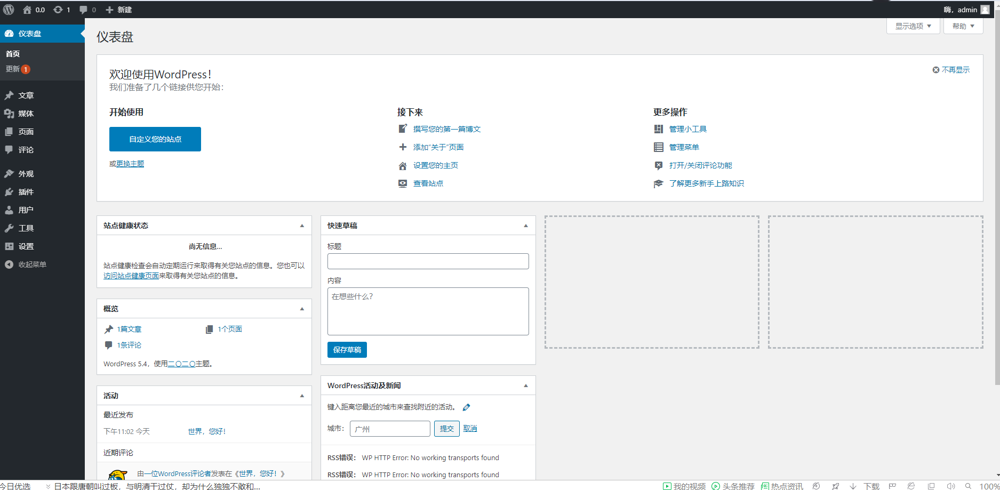 0.0 1 0 新建
嗨，admin
仪表盘
首页
更新 1
文章
媒体
页面
评论
外观
插件
用户
工具
设置
收起菜单
显示选项 帮助
仪表盘
欢迎使用WordPress！
不再显示
我们准备了几个链接供您开始：
开始使用
自定义您的站点
或更换主题
接下来
撰写您的第一篇博文
添加“关于”页面
设置您的主页
查看站点
更多操作
管理小工具
管理菜单
打开/关闭评论功能
了解更多新手上路知识
站点健康状态
尚无信息…
站点健康检查会自动定期运行来取得有关您站点的信息。您也可以
访问站点健康页面来取得有关您站点的信息。
概览
1篇文章 1个页面
1条评论
WordPress 5.4，使用二〇二〇主题。
活动
最近发布
下午11:02 今天 世界，您好！
近期评论
由一位WordPress评论者发表在《世界，您好！》
快速草稿
标题
内容
在想些什么？
保存草稿
WordPress活动及新闻
键入距离您最近的城市来查找附近的活动。
城市： 广州 提交 取消
RSS错误： WP HTTP Error: No working transports found
RSS错误： WP HTTP Error: No working transports found
今日优选 日本跟唐朝叫过板，与明清干过仗，却为什么独独不敢和...
我的视频 头条推荐 热点资讯 下载 100%